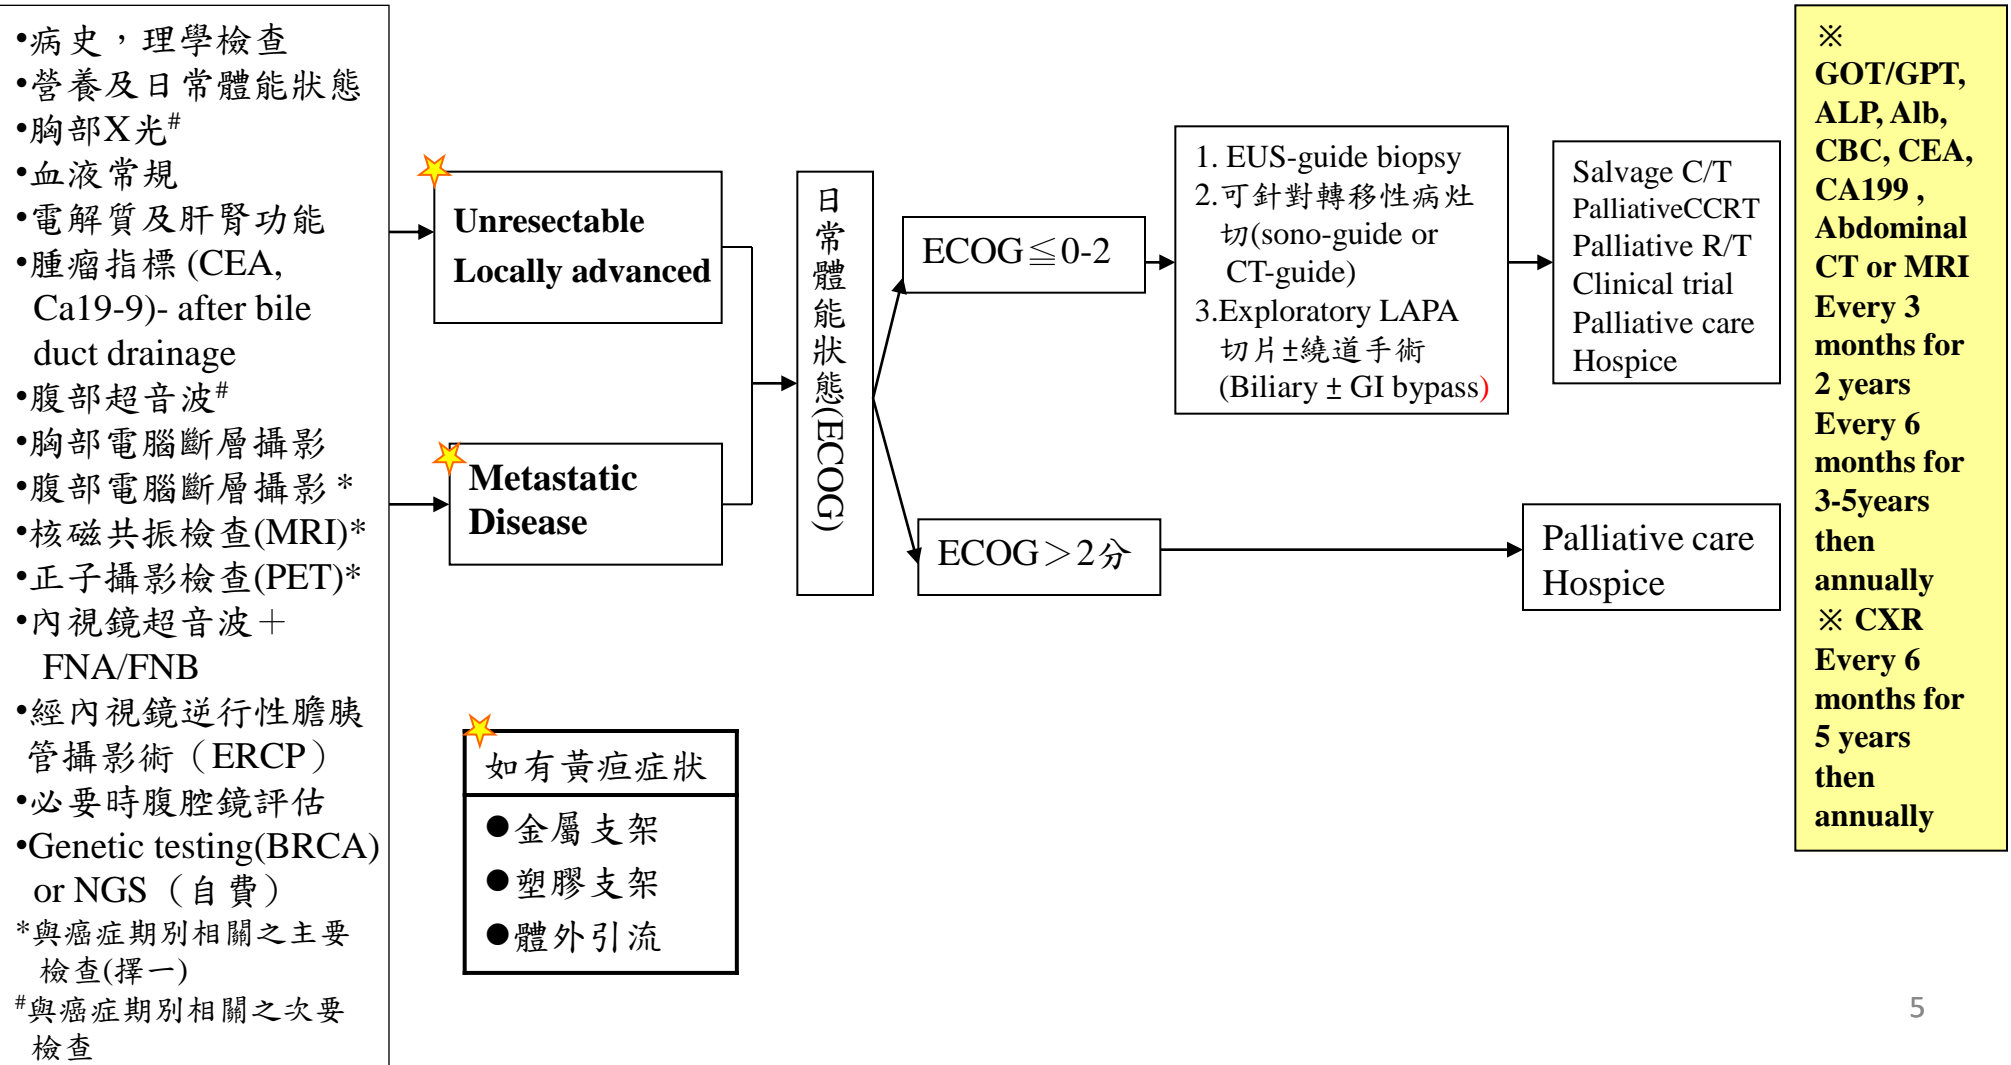 •病史，理學檢查
•營養及日常體能狀態
•胸部X光#
•血液常規
•電解質及肝腎功能
•腫瘤指標 (CEA,
Ca19-9)- after bile
duct drainage
•腹部超音波#
•胸部電腦斷層攝影
•腹部電腦斷層攝影 *
•核磁共振檢查(MRI)*
•正子攝影檢查(PET)*
•內視鏡超音波＋
FNA/FNB
•經內視鏡逆行性膽胰
管攝影術（ERCP）
•必要時腹腔鏡評估
•Genetic testing(BRCA)
or NGS（自費）
*與癌症期別相關之主要
檢查(擇一)
#與癌症期別相關之次要
檢查
Unresectable
Locally advanced
Metastatic
Disease
如有黃疸症狀
●金屬支架
●塑膠支架
●體外引流
日常體能狀態(ECOG)
ECOG≦0-2
ECOG＞2分
1. EUS-guide biopsy
2.可針對轉移性病灶
切(sono-guide or
CT-guide)
3.Exploratory LAPA
切片±繞道手術
(Biliary ± GI bypass)
Salvage C/T
PalliativeCCRT
Palliative R/T
Clinical trial
Palliative care
Hospice
Palliative care
Hospice
※
GOT/GPT,
ALP, Alb,
CBC, CEA,
CA199 ,
Abdominal
CT or MRI
Every 3
months for
2 years
Every 6
months for
3-5years
then
annually
※ CXR
Every 6
months for
5 years
then
annually
5